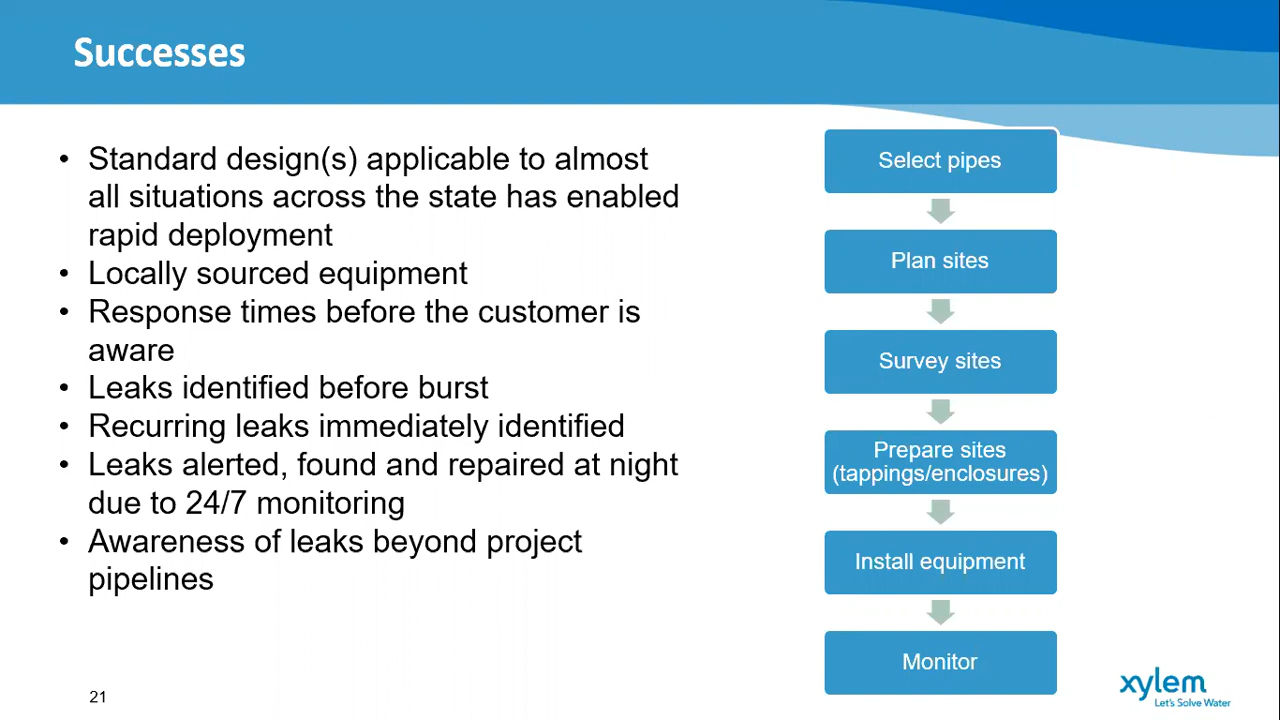 Successes
• Standard design(s) applicable to almost
all situations across the state has enabled
rapid deployment
• Locally sourced equipment
• Response times before the customer is
aware
• Leaks identified before burst
• Recurring leaks immediately identified
• Leaks alerted, found and repaired at night
due to 24/7 monitoring
• Awareness of leaks beyond project
pipelines
Select pipes
Plan sites
Survey sites
Prepare sites
(tappings/enclosures)
Install equipment
Monitor
21
xylem
Let's Solve Water